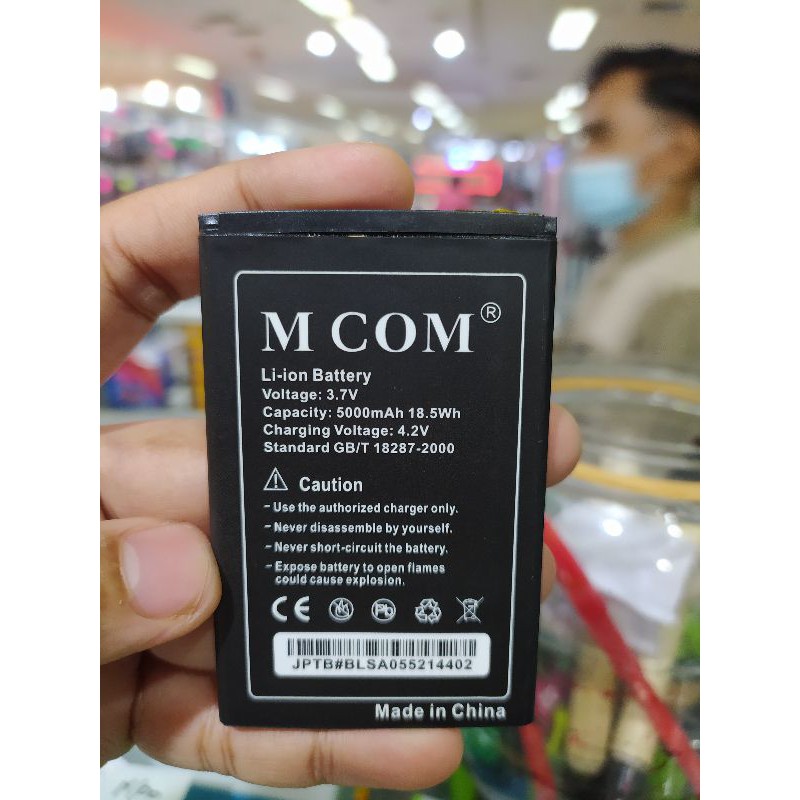 M COM®
Li-ion Battery
Voltage: 3.7V
Capacity: 5000mAh 18.5Wh
Charging Voltage: 4.2V
Standard GB/T 18287-2000
Caution
- Use the authorized charger only.
- Never disassemble by yourself.
- Never short-circuit the battery.
- Expose battery to open flames
could cause explosion.
CE Pb
JPTB#BLSA055214402
Made in China